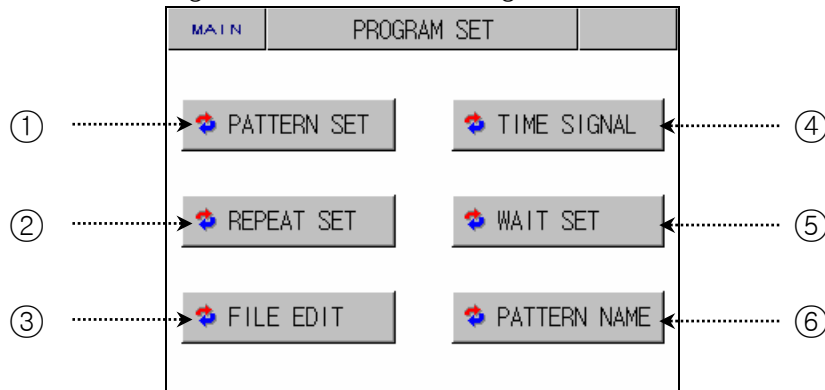 MAIN PROGRAM SET
① PATTERN SET TIME SIGNAL ④
② REPEAT SET WAIT SET ⑤
③ FILE EDIT PATTERN NAME ⑥